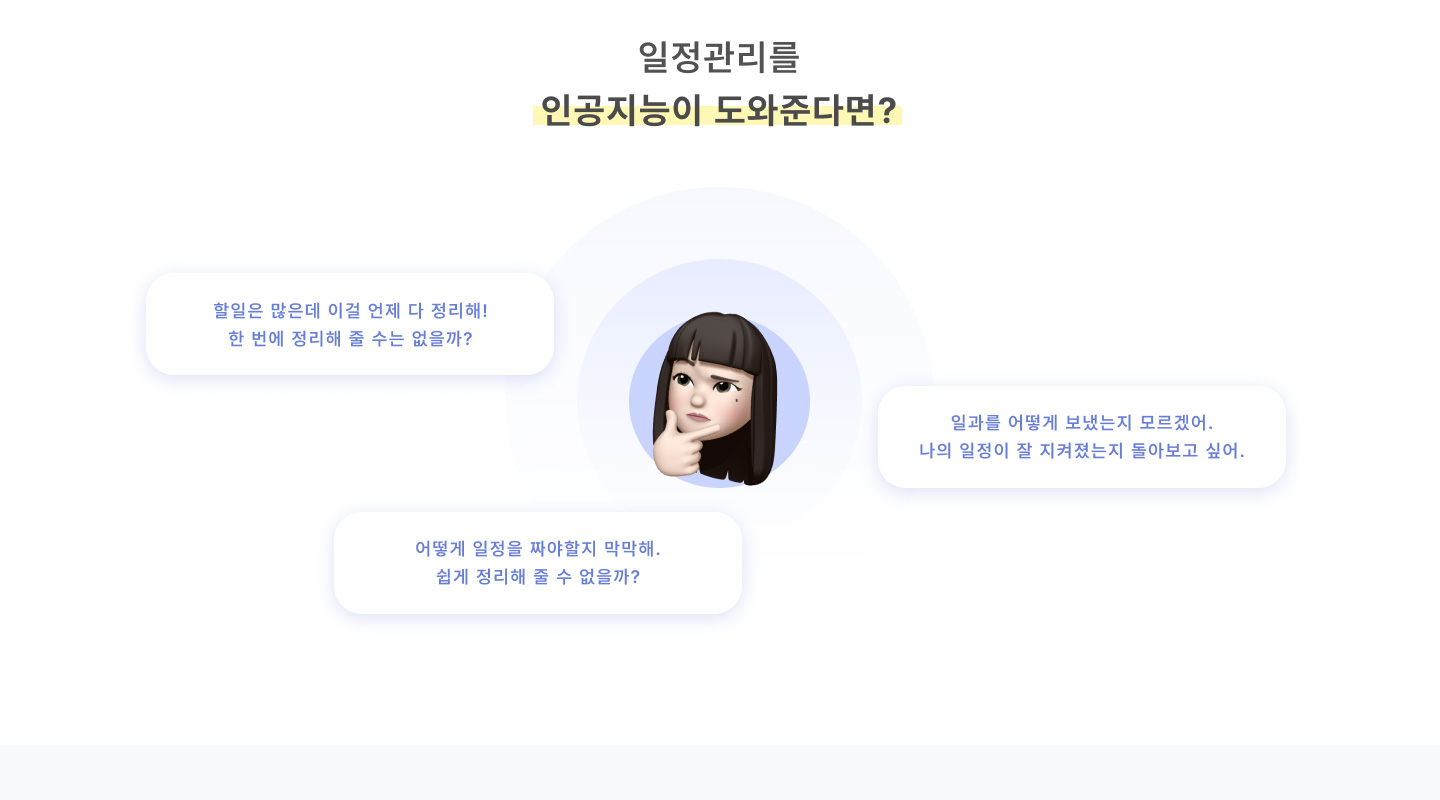 일정관리를
인공지능이 도와준다면?
할일은 많은데 이걸 언제 다 정리해!
한 번에 정리해 줄 수는 없을까?
일과를 어떻게 보냈는지 모르겠어.
나의 일정이 잘 지켜졌는지 돌아보고 싶어.
어떻게 일정을 짜야할지 막막해.
쉽게 정리해 줄 수 없을까?